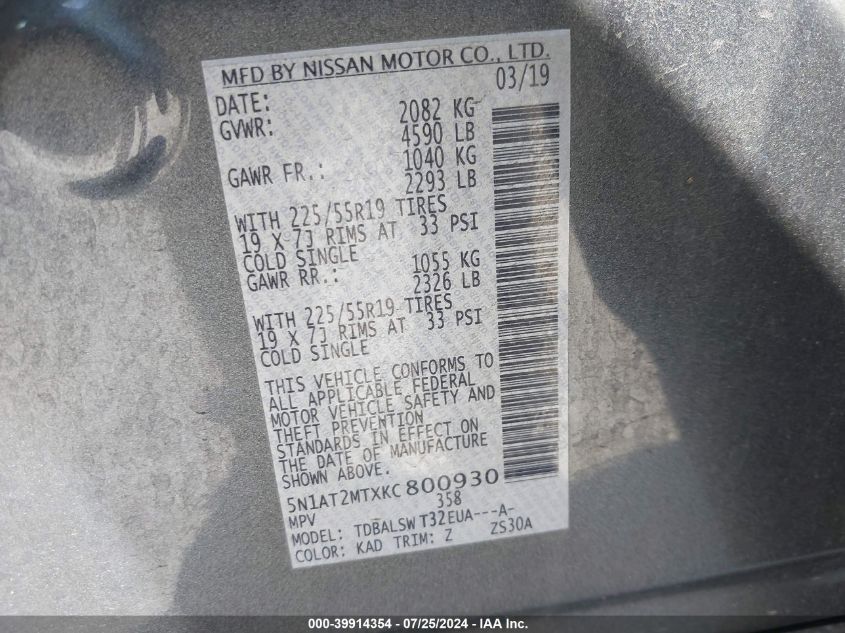 MFD BY NISSAN MOTOR CO., LTD.
DATE: 03/19
GVWR: 2082 KG
4590 LB
GAWR FR.: 1040 KG
2293 LB
WITH 225/55R19 TIRES
19 X 7J RIMS AT 33 PSI
COLD SINGLE
GAWR RR.: 1055 KG
2326 LB
WITH 225/55R19 TIRES
19 X 7J RIMS AT 33 PSI
COLD SINGLE
THIS VEHICLE CONFORMS TO
ALL APPLICABLE FEDERAL
MOTOR VEHICLE SAFETY AND
THEFT PREVENTION
STANDARDS IN EFFECT ON
THE DATE OF MANUFACTURE
SHOWN ABOVE.
5N1AT2MTXKC800930
MPV 358
MODEL: TDBALSWT32EUA---A-
COLOR: KAD TRIM: Z ZS30A
000-39914354 - 07/25/2024 - IAA Inc.